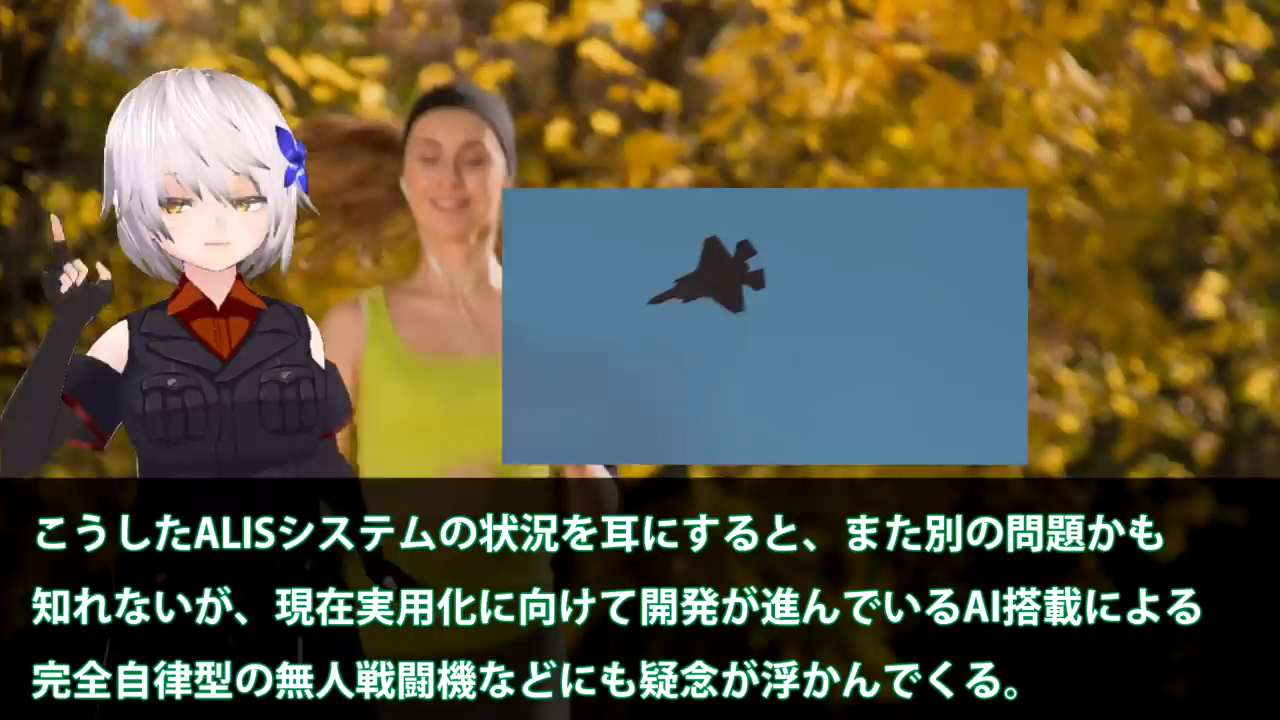 こうしたALISシステムの状況を耳にすると、また別の問題かも
知れないが、現在実用化に向けて開発が進んでいるAI搭載による
完全自律型の無人戦闘機などにも疑念が浮かんでくる。